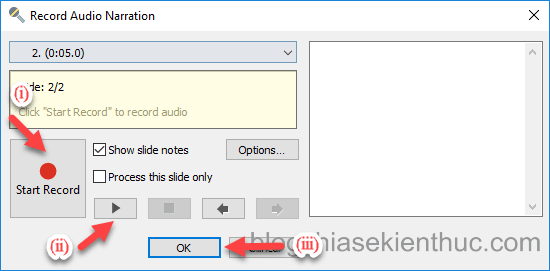 Record Audio Narration
2. (0:05.0)
(i)
Slide: 2/2
Click "Start Record" to record audio
Start Record
Show slide notes
Options...
Process this slide only
(ii)
OK
(iii)
blogchiasekienthuc.com